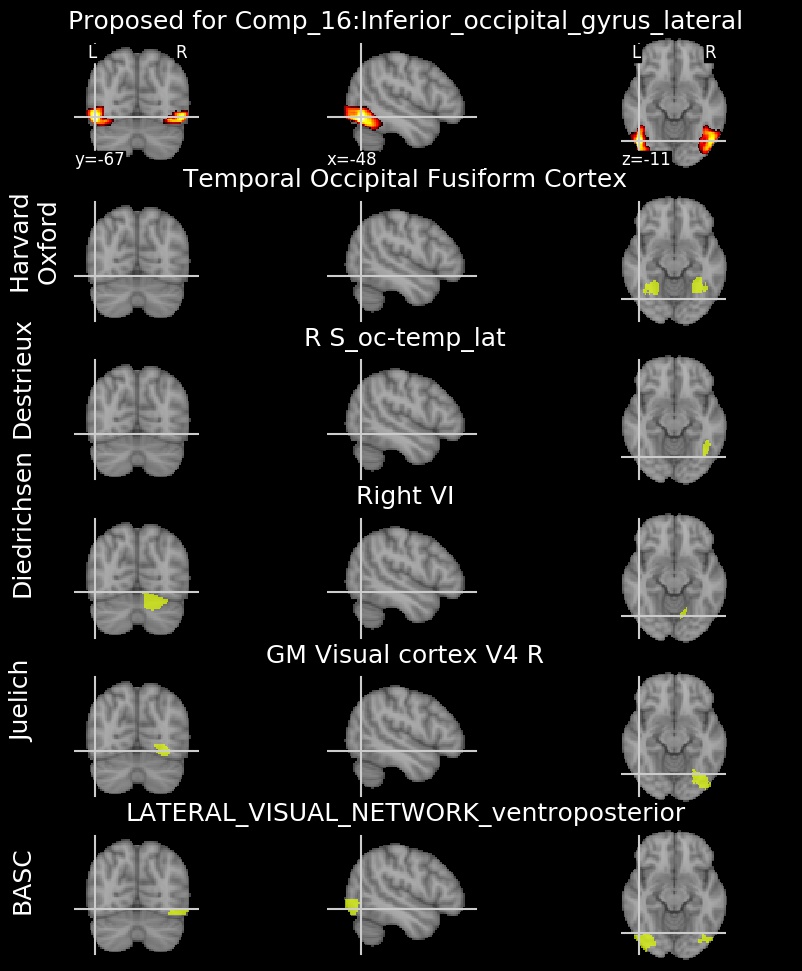 Proposed for Comp_16:Inferior_occipital_gyrus_lateral
L R L R
y=-67 x=-48 z=-11
Temporal Occipital Fusiform Cortex
Harvard
Oxford
R S_oc-temp_lat
Destrieux
Right VI
Diedrichsen
GM Visual cortex V4 R
Juelich
LATERAL_VISUAL_NETWORK_ventroposterior
BASC